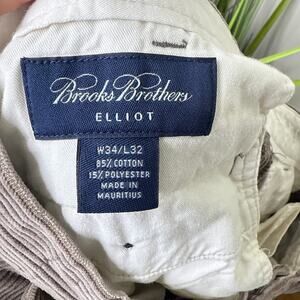 Brooks Brothers
ELLIOT
W34/L32
85% COTTON
15% POLYESTER
MADE IN
MAURITIUS